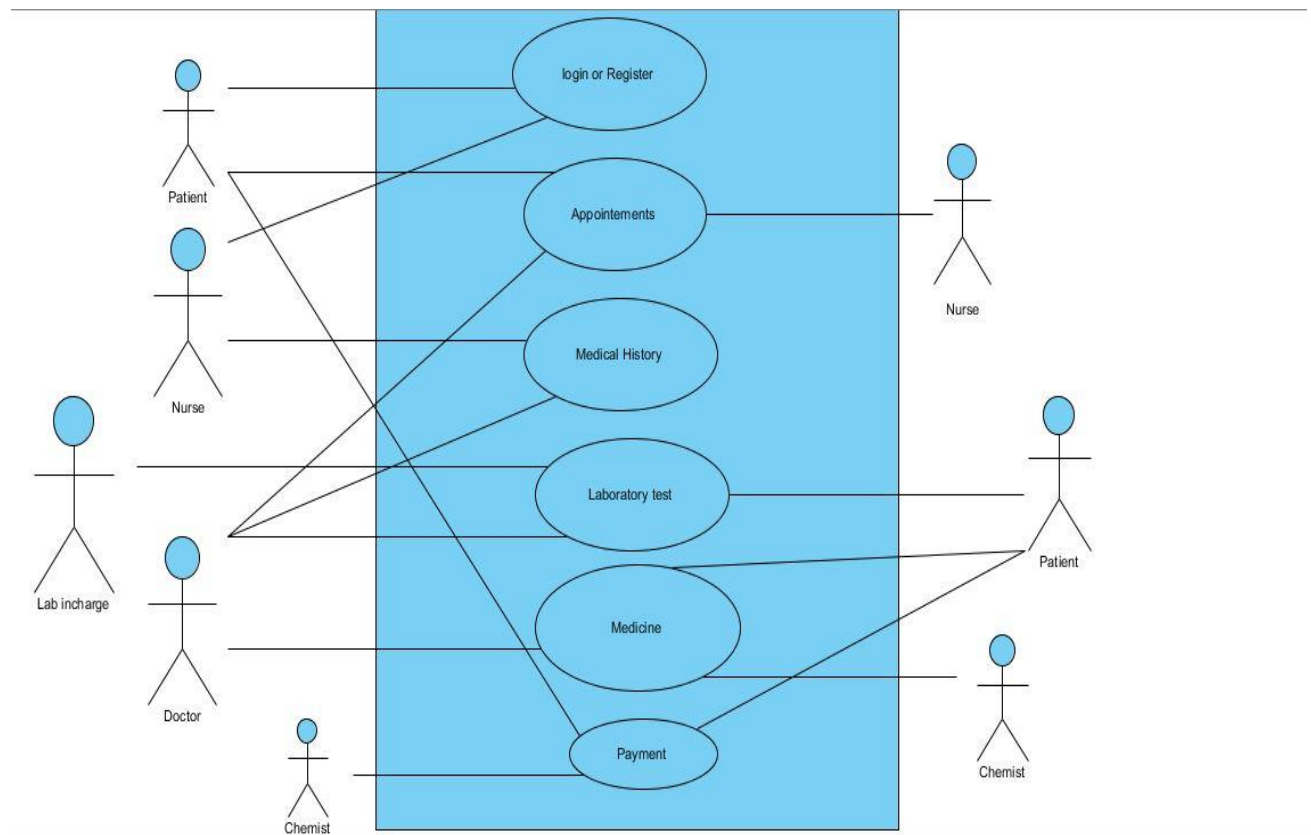 login or Register
Patient
Appointements
Nurse
Medical History
Nurse
Laboratory test
Patient
Lab incharge
Medicine
Doctor
Payment
Chemist
Chemist